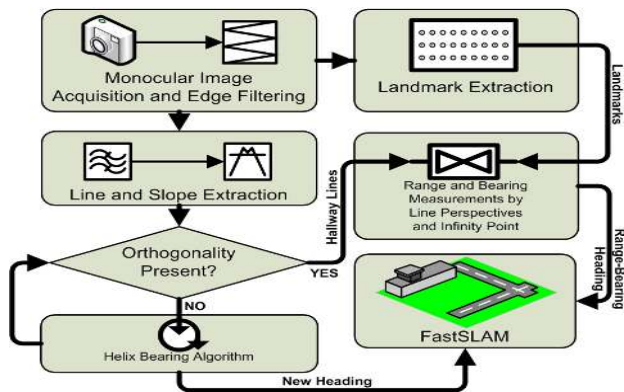 Monocular Image
Acquisition and Edge Filtering
Landmark Extraction
Landmarks
Line and Slope Extraction
Hallway Lines
Range and Bearing
Measurements by
Line Perspectives
and Infinity Point
Range-Bearing
Heading
Orthogonality
Present?
YES
NO
Helix Bearing Algorithm
New Heading
FastSLAM